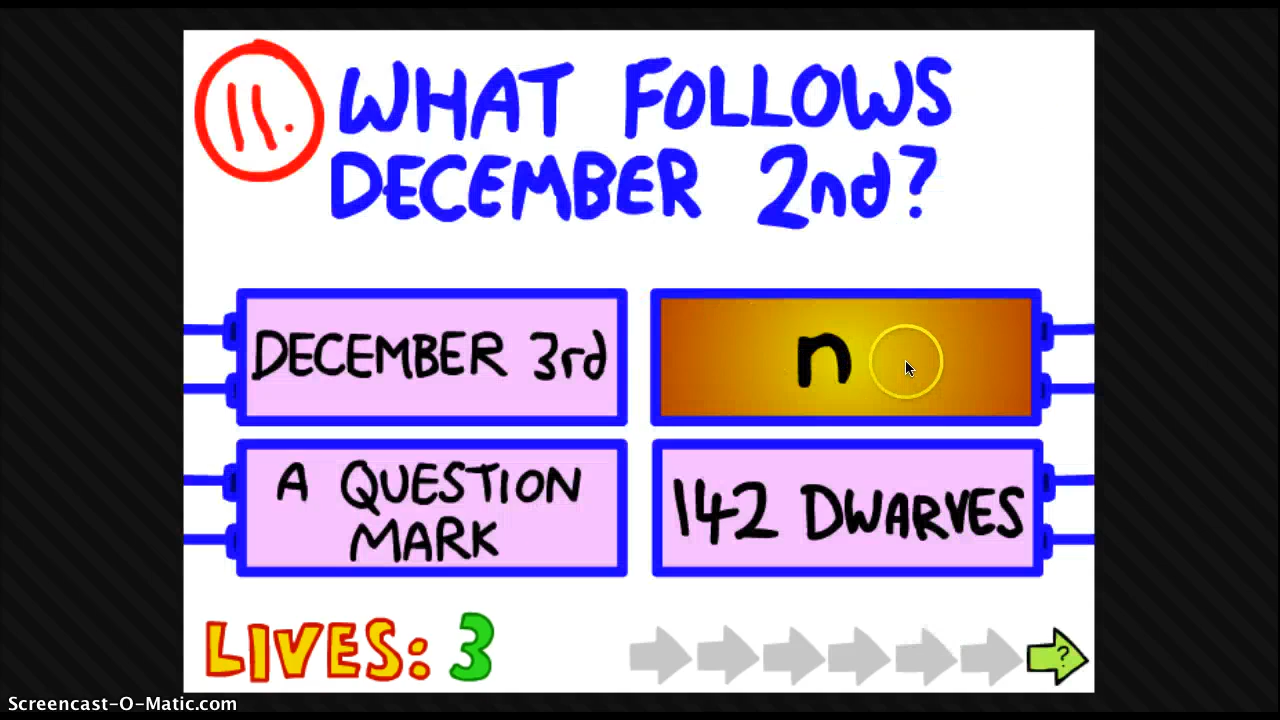 11. WHAT FOLLOWS
DECEMBER 2nd?
DECEMBER 3rd
n
A QUESTION
MARK
142 DWARVES
LIVES: 3
?
Screencast-O-Matic.com